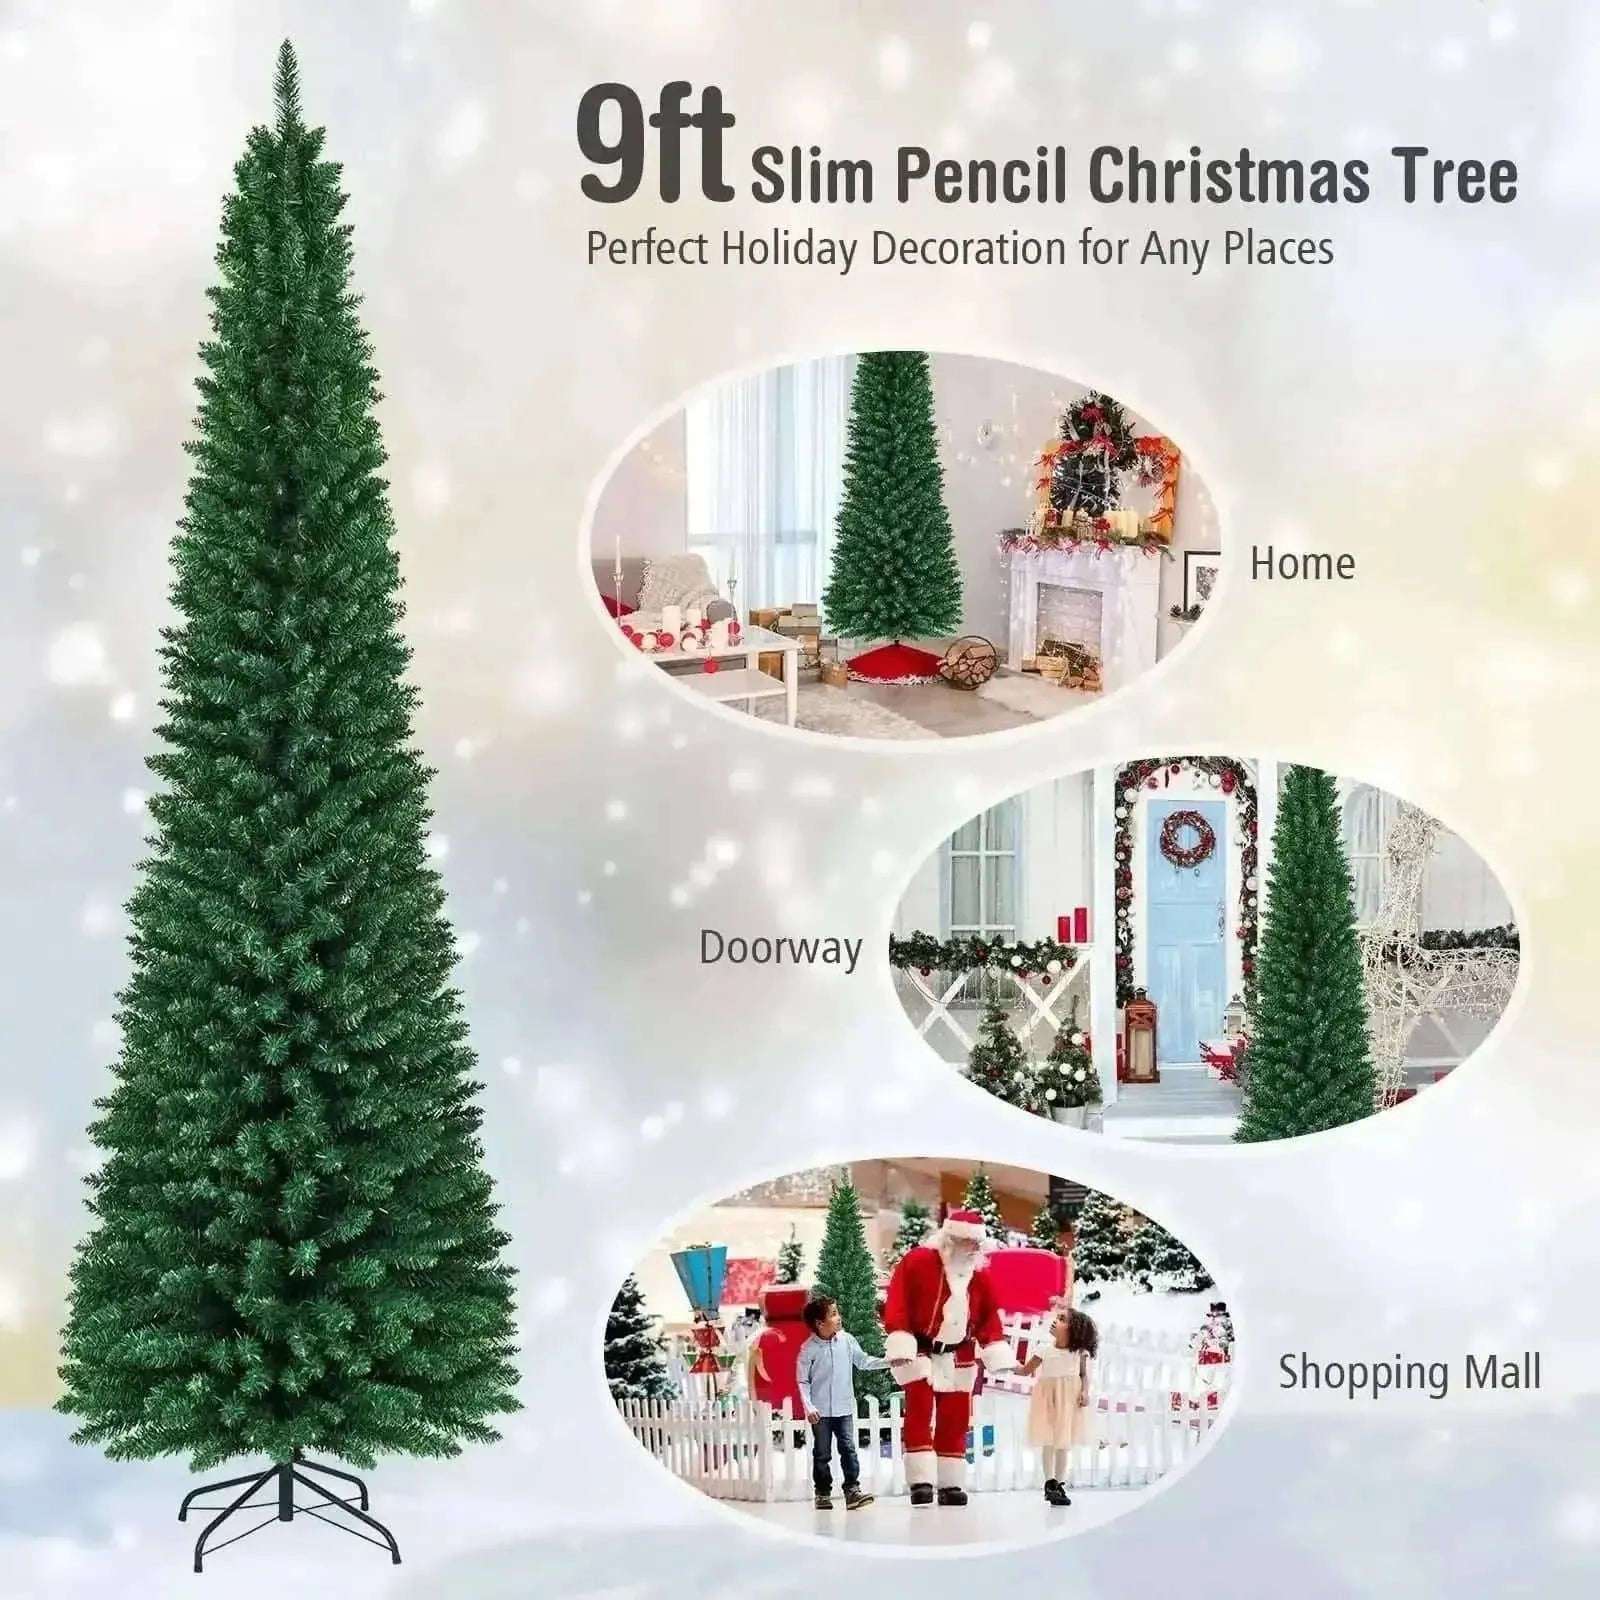 9ft Slim Pencil Christmas Tree
Perfect Holiday Decoration for Any Places
Home
Doorway
Shopping Mall